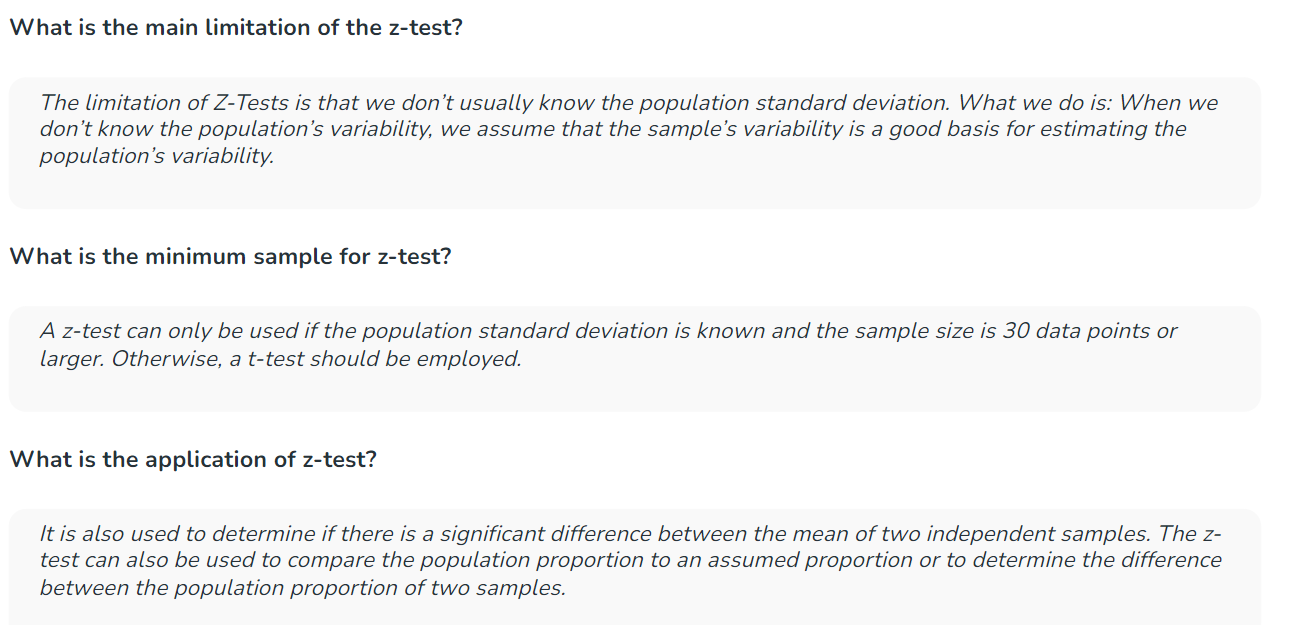 What is the main limitation of the z-test?
The limitation of Z-Tests is that we don’t usually know the population standard deviation. What we do is: When we
don’t know the population’s variability, we assume that the sample’s variability is a good basis for estimating the
population’s variability.
What is the minimum sample for z-test?
A z-test can only be used if the population standard deviation is known and the sample size is 30 data points or
larger. Otherwise, a t-test should be employed.
What is the application of z-test?
It is also used to determine if there is a significant difference between the mean of two independent samples. The z-
test can also be used to compare the population proportion to an assumed proportion or to determine the difference
between the population proportion of two samples.